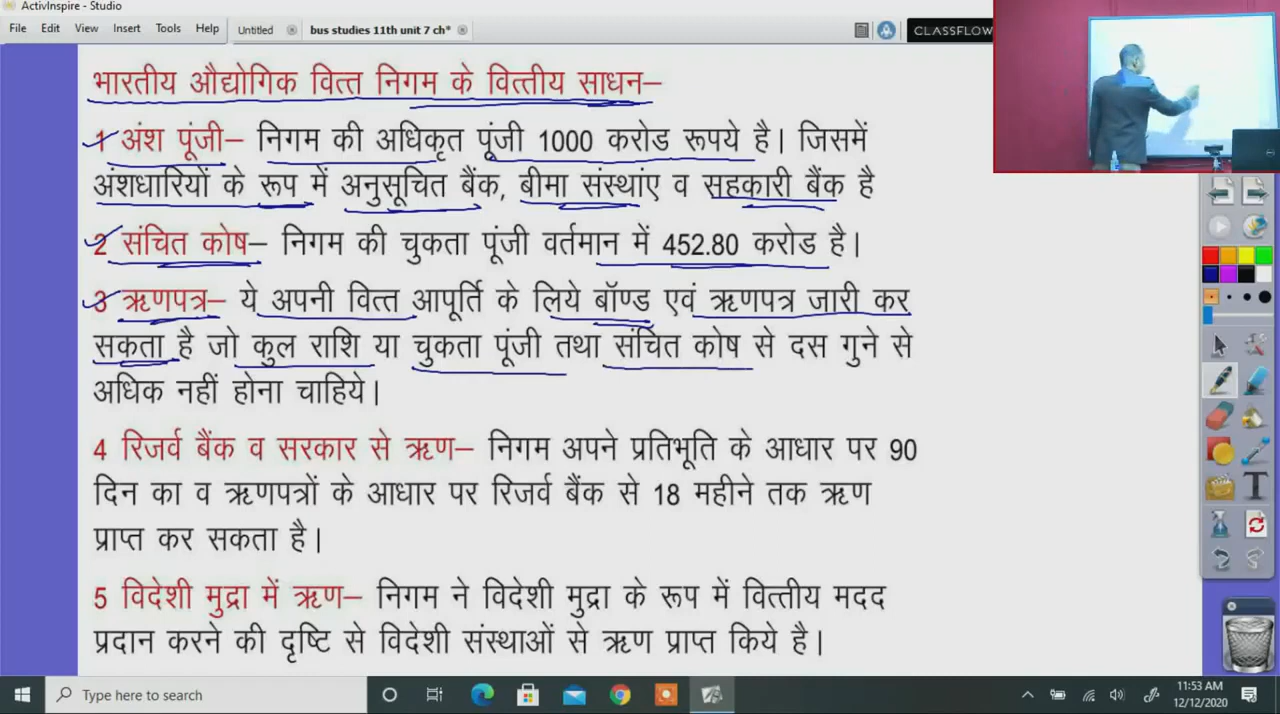 ActivInspire - Studio
File Edit View Insert Tools Help Untitled bus studies 11th unit 7 ch* CLASSFLOW
भारतीय औद्योगिक वित्त निगम के वित्तीय साधन–
1 अंश पूंजी– निगम की अधिकृत पूंजी 1000 करोड रूपये है। जिसमें
अंशधारियों के रूप में अनुसूचित बैंक, बीमा संस्थांए व सहकारी बैंक है
2 संचित कोष– निगम की चुकता पूंजी वर्तमान में 452.80 करोड है।
3 ऋणपत्र– ये अपनी वित्त आपूर्ति के लिये बॉण्ड एवं ऋणपत्र जारी कर
सकता है जो कुल राशि या चुकता पूंजी तथा संचित कोष से दस गुने से
अधिक नहीं होना चाहिये।
4 रिजर्व बैंक व सरकार से ऋण– निगम अपने प्रतिभूति के आधार पर 90
दिन का व ऋणपत्रों के आधार पर रिजर्व बैंक से 18 महीने तक ऋण
प्राप्त कर सकता है।
5 विदेशी मुद्रा में ऋण– निगम ने विदेशी मुद्रा के रूप में वित्तीय मदद
प्रदान करने की दृष्टि से विदेशी संस्थाओं से ऋण प्राप्त किये है।
Type here to search
11:53 AM
12/12/2020